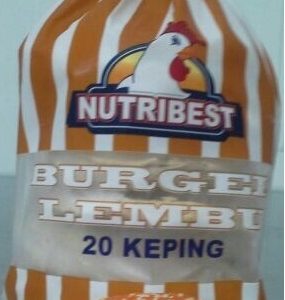 NUTRIBEST
BURGER
LEMBU
20 KEPING